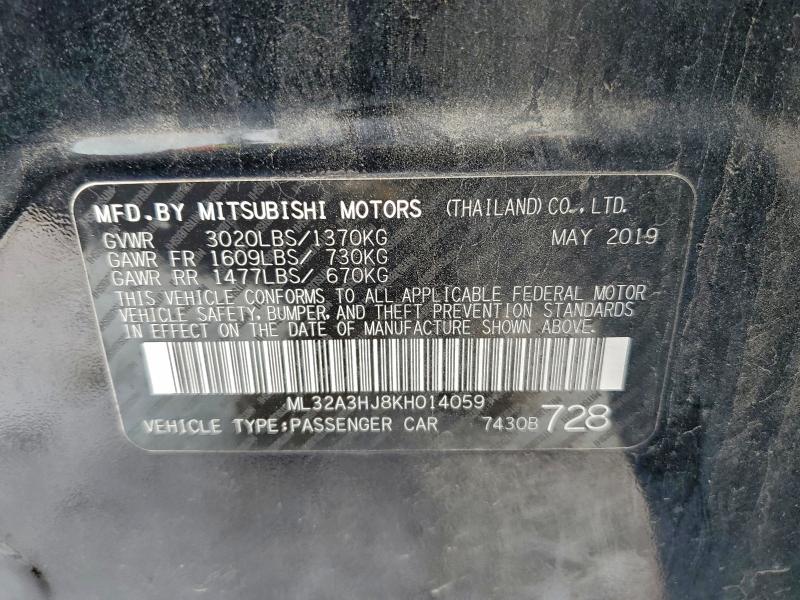 MFD.BY MITSUBISHI MOTORS (THAILAND) CO.,LTD.
GVWR 3020LBS/1370KG MAY 2019
GAWR FR 1609LBS/ 730KG
GAWR RR 1477LBS/ 670KG
THIS VEHICLE CONFORMS TO ALL APPLICABLE FEDERAL MOTOR
VEHICLE SAFETY, BUMPER, AND THEFT PREVENTION STANDARDS
IN EFFECT ON THE DATE OF MANUFACTURE SHOWN ABOVE.
ML32A3HJ8KH014059
VEHICLE TYPE:PASSENGER CAR 7430B 728